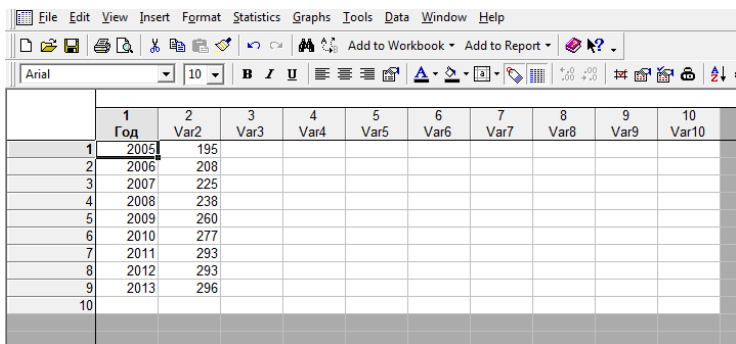 File Edit View Insert Format Statistics Graphs Tools Data Window Help
Add to Workbook Add to Report
Arial 10 B I U
1 2 3 4 5 6 7 8 9 10
Год Var2 Var3 Var4 Var5 Var6 Var7 Var8 Var9 Var10
1 2005 195
2 2006 208
3 2007 225
4 2008 238
5 2009 260
6 2010 277
7 2011 293
8 2012 293
9 2013 296
10